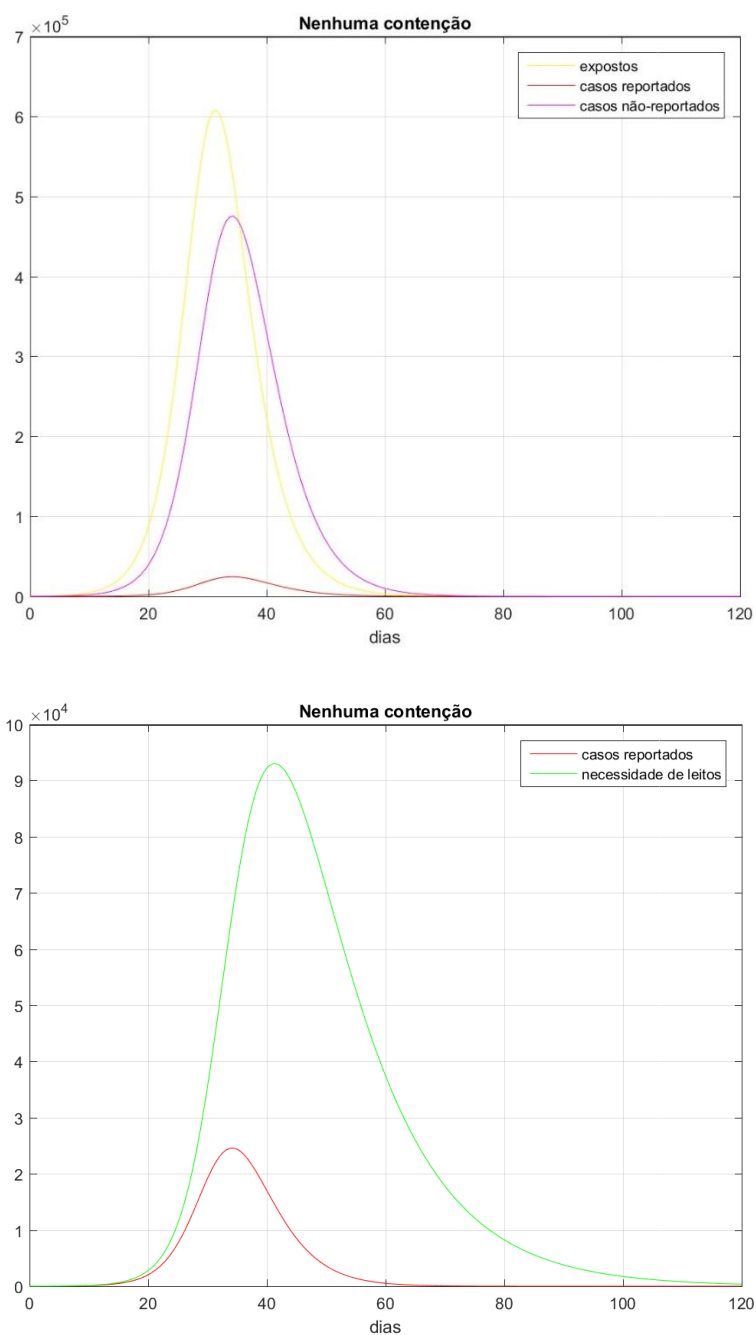 Nenhuma contenção
×10^5
7
6
5
4
3
2
1
0
expostos
casos reportados
casos não-reportados
0 20 40 60 80 100 120
dias
Nenhuma contenção
×10^4
10
9
8
7
6
5
4
3
2
1
0
casos reportados
necessidade de leitos
0 20 40 60 80 100 120
dias